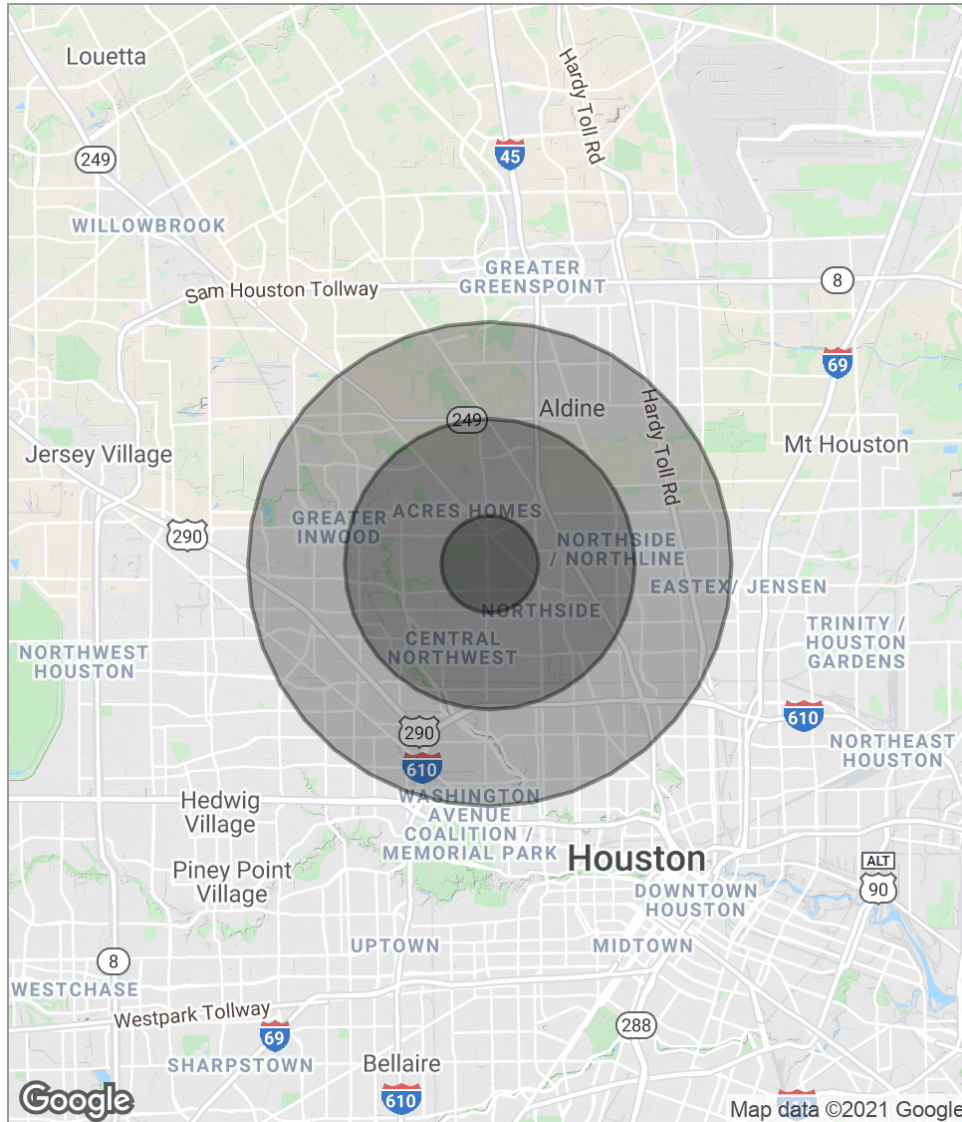 Louetta
Hardy Toll Rd
45
249
WILLOWBROOK
GREATER
GREENSPOINT
8
Sam Houston Tollway
69
249
Aldine
Hardy Toll Rd
Jersey Village
Mt Houston
290
GREATER
INWOOD
ACRES HOMES
NORTHSIDE
/ NORTHLINE
EASTEX/ JENSEN
NORTHSIDE
TRINITY /
HOUSTON
GARDENS
CENTRAL
NORTHWEST
NORTHWEST
HOUSTON
290
610
610
NORTHEAST
HOUSTON
Hedwig
Village
WASHINGTON
AVENUE
COALITION /
MEMORIAL PARK
Piney Point
Village
Houston
ALT
90
DOWNTOWN
HOUSTON
UPTOWN
MIDTOWN
8
WESTCHASE
Westpark Tollway
69
288
SHARPSTOWN
Bellaire
610
Google
Map data ©2021 Google